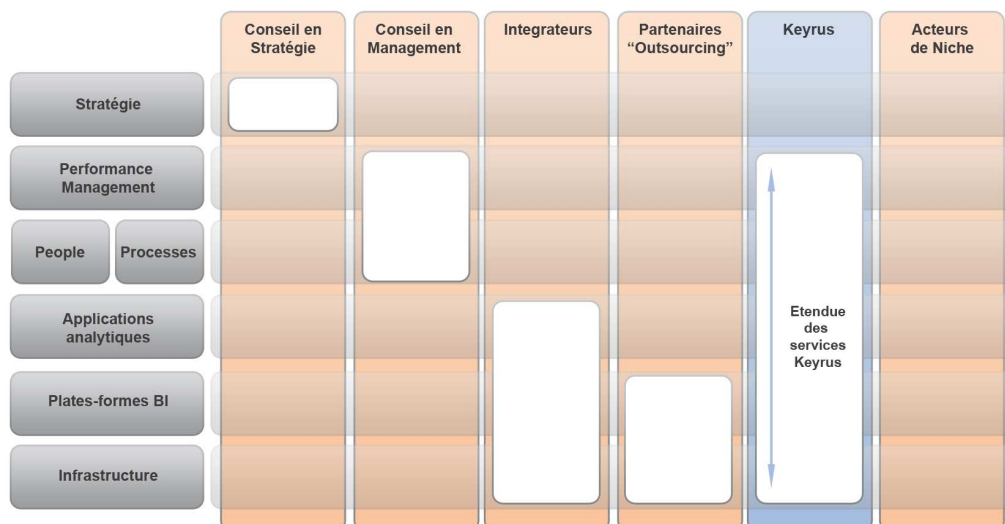 Conseil en
Stratégie
Conseil en
Management
Integrateurs
Partenaires
“Outsourcing”
Keyrus
Acteurs
de Niche
Stratégie
Performance
Management
People
Processes
Applications
analytiques
Etendue
des
services
Keyrus
Plates-formes BI
Infrastructure